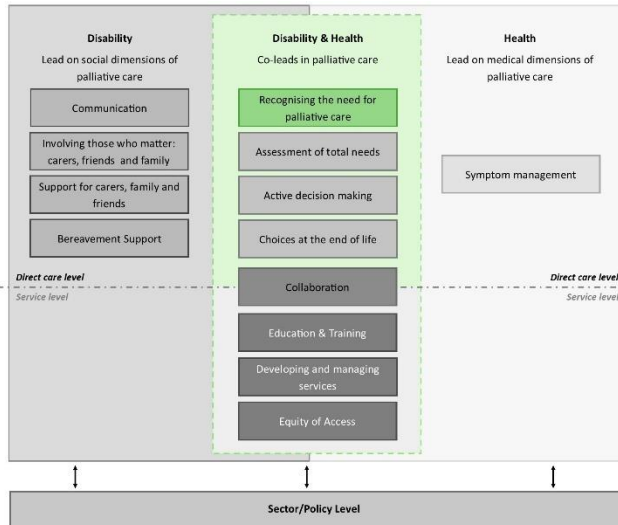 Disability
Lead on social dimensions of
palliative care
Communication
Involving those who matter:
carers, friends and family
Support for carers, family and
friends
Bereavement Support
Disability & Health
Co-leads in palliative care
Recognising the need for
palliative care
Assessment of total needs
Active decision making
Choices at the end of life
Collaboration
Education & Training
Developing and managing
services
Equity of Access
Health
Lead on medical dimensions of
palliative care
Symptom management
Direct care level
Service level
Direct care level
Service level
Sector/Policy Level